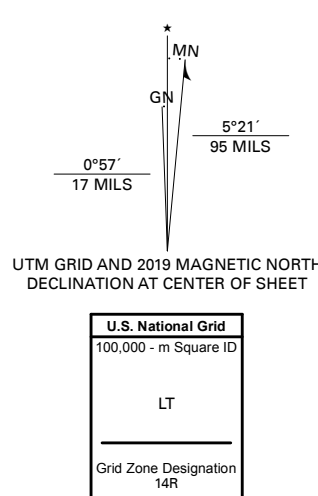 ★
MN
GN
5°21´
95 MILS
0°57´
17 MILS
UTM GRID AND 2019 MAGNETIC NORTH
DECLINATION AT CENTER OF SHEET
U.S. National Grid
100,000 - m Square ID
LT
Grid Zone Designation
14R